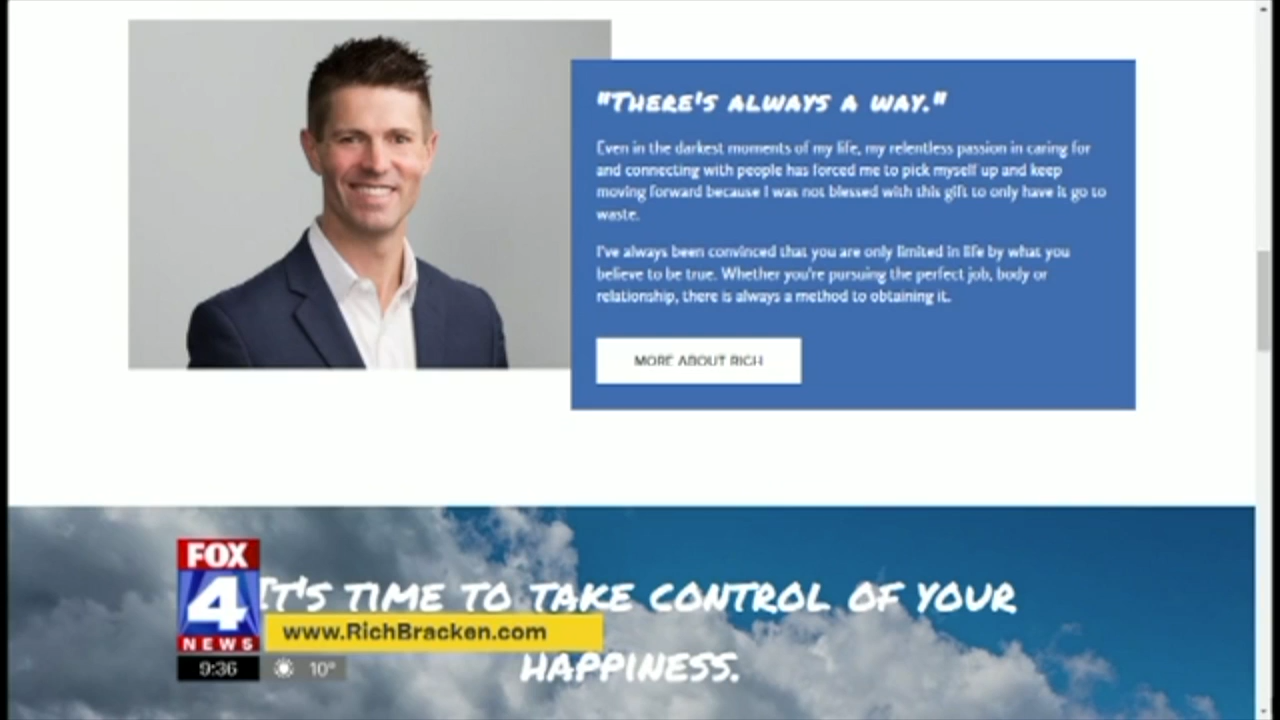 "THERE'S ALWAYS A WAY."
Even in the darkest moments of my life, my relentless passion in caring for
and connecting with people has forced me to pick myself up and keep
moving forward because I was not blessed with this gift to only have it go to
waste.
I've always been convinced that you are only limited in life by what you
believe to be true. Whether you're pursuing the perfect job, body or
relationship, there is always a method to obtaining it.
MORE ABOUT RICH
IT'S TIME TO TAKE CONTROL OF YOUR
HAPPINESS.
FOX
4
NEWS
www.RichBracken.com
9:36
10°